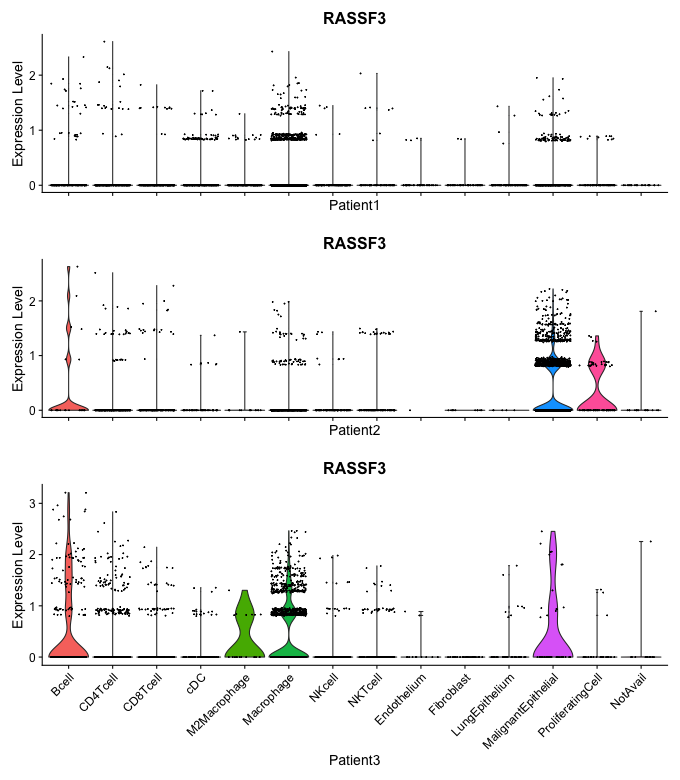 RASSF3
Expression Level
2
1
0
Patient1
RASSF3
Expression Level
2
1
0
Patient2
RASSF3
Expression Level
3
2
1
0
Bcell
CD4Tcell
CD8Tcell
cDC
M2Macrophage
Macrophage
NKcell
NKTcell
Endothelium
Fibroblast
LungEpithelium
MalignantEpithelial
ProliferatingCell
NotAvail
Patient3